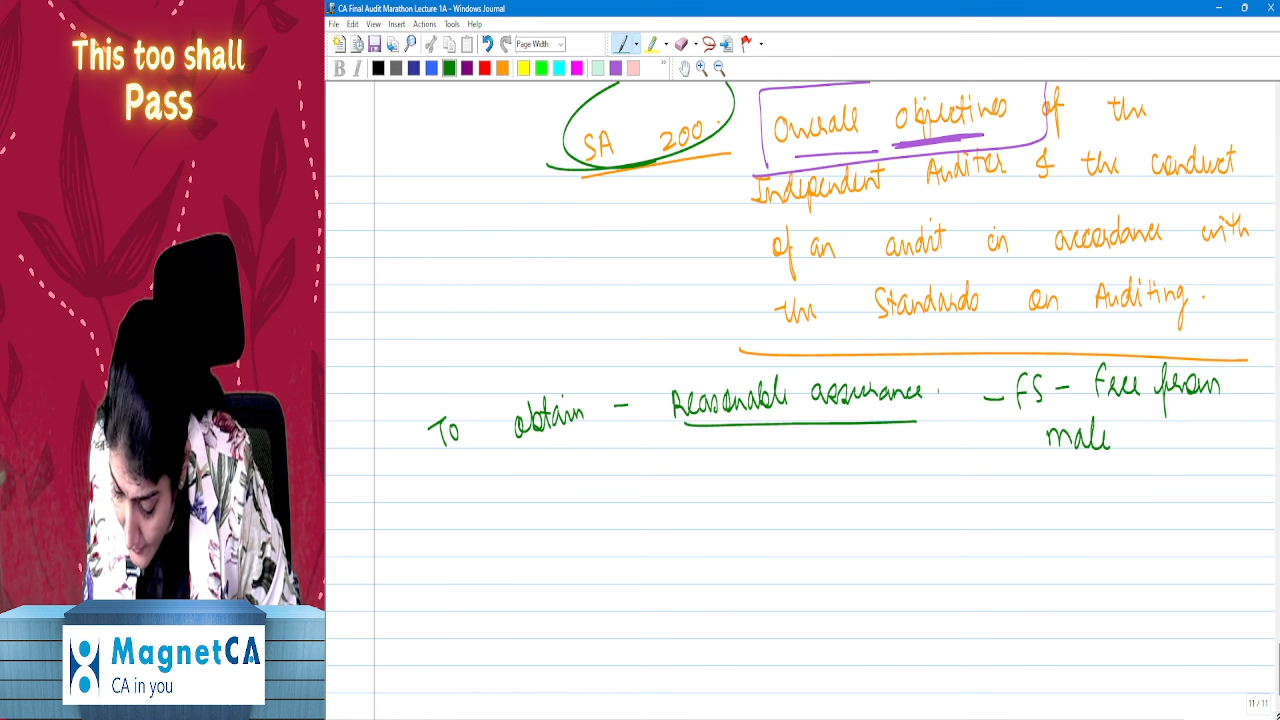 This too shall
Pass
CA Final Audit Marathon Lecture 1A - Windows Journal
File Edit View Insert Actions Tools Help
Page Width
B I
SA 200. Overall objectives of the
Independent Auditor & the conduct
of an audit in accordance with
the Standards on Auditing.
To obtain - Reasonable assurance. - FS - Free from
male
MagnetCA
CA in you
11 / 11